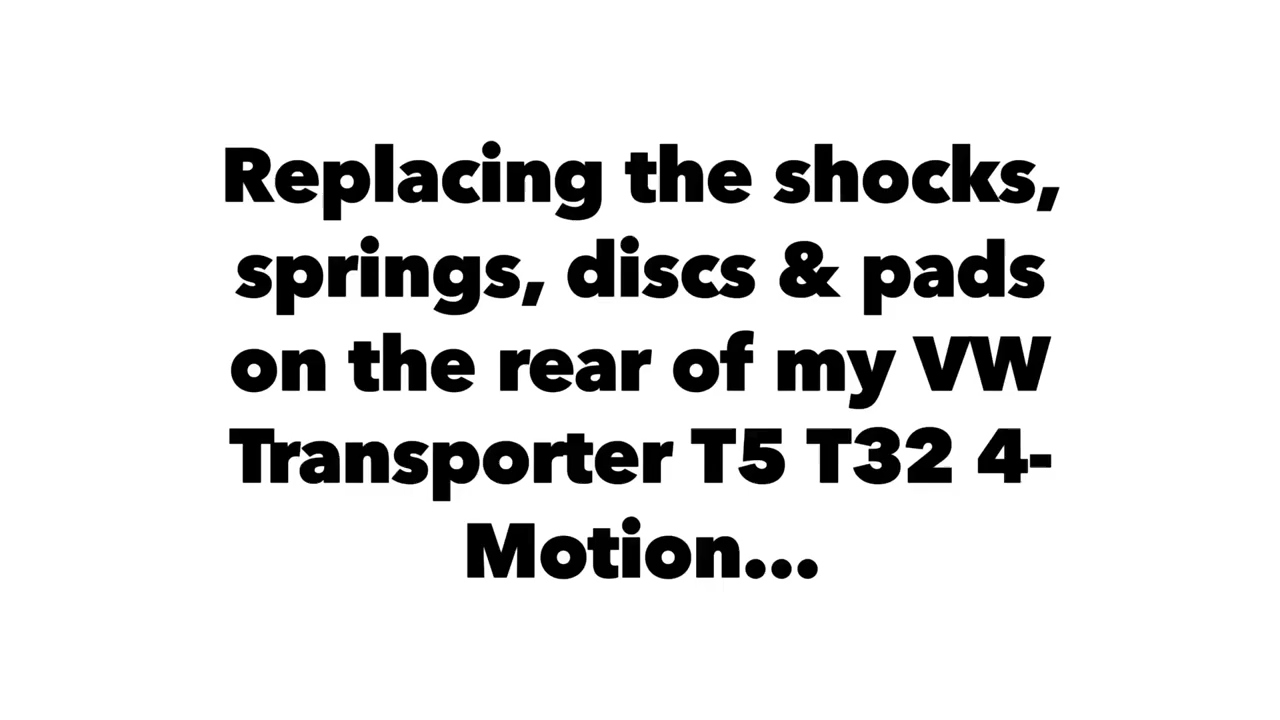 Replacing the shocks,
springs, discs & pads
on the rear of my VW
Transporter T5 T32 4-
Motion...